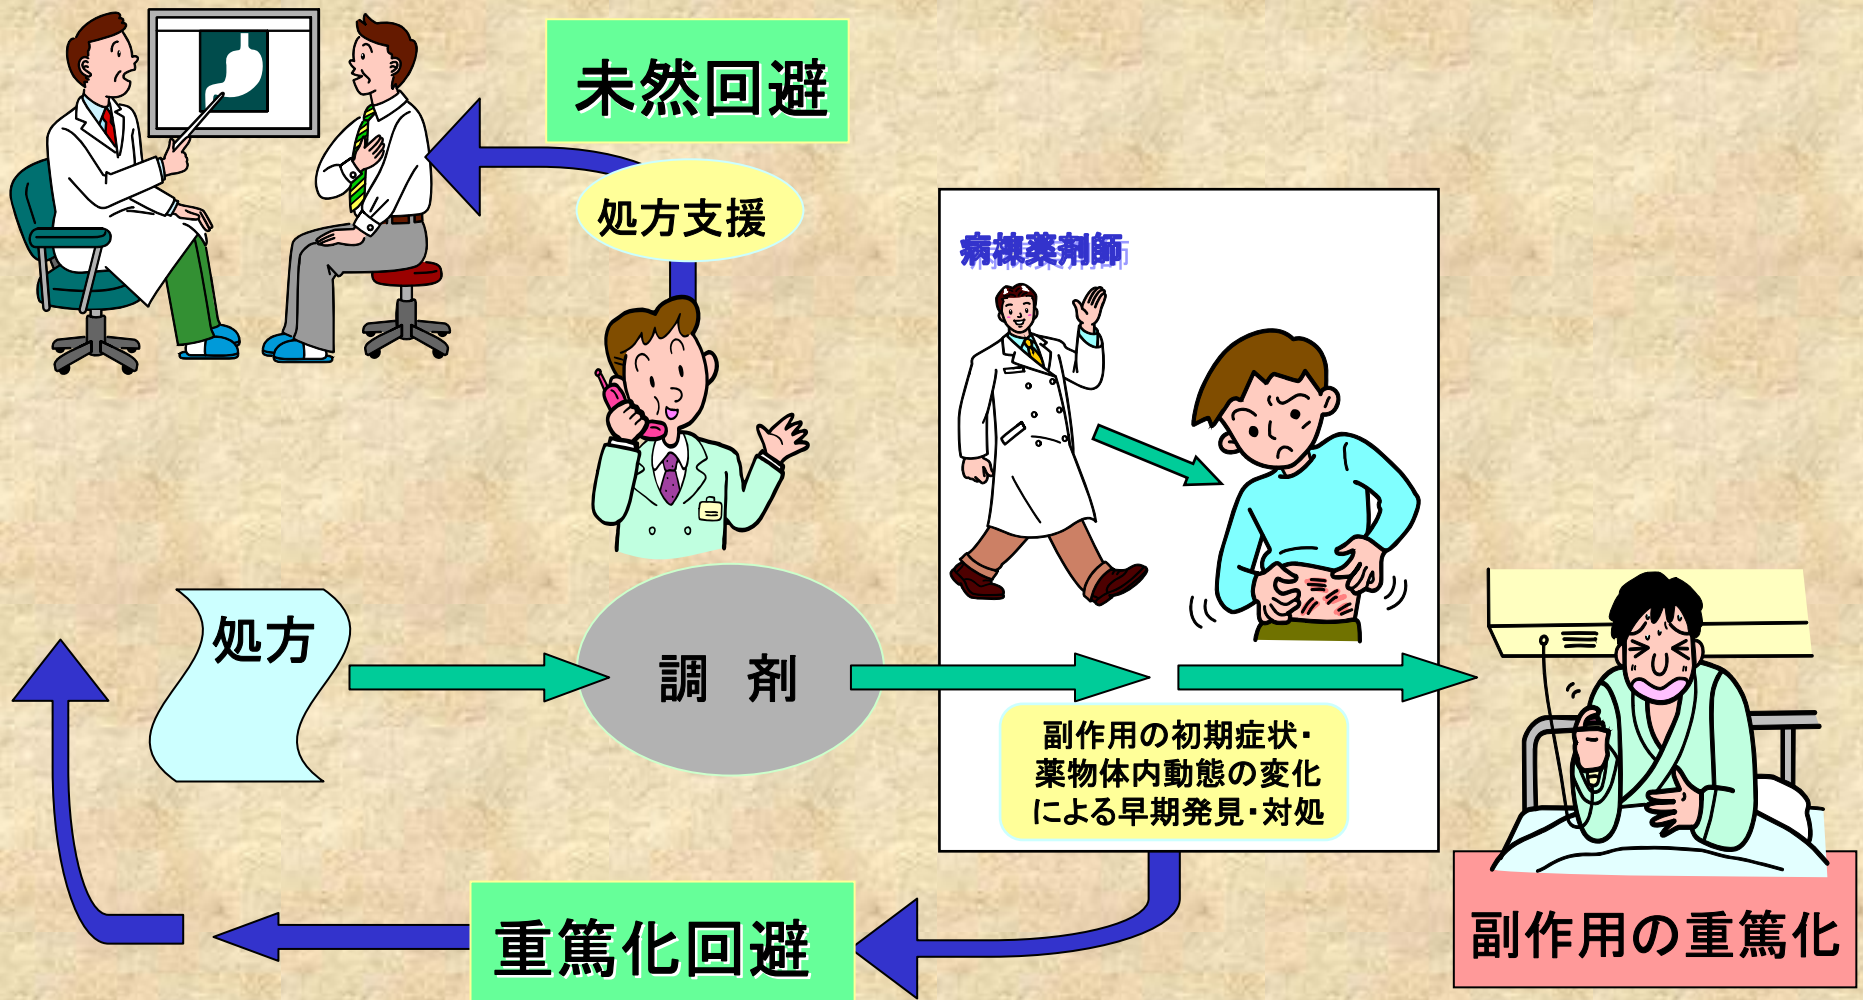 未然回避
処方支援
病棟薬剤師
処方
調 剤
副作用の初期症状・
薬物体内動態の変化
による早期発見・対処
重篤化回避
副作用の重篤化